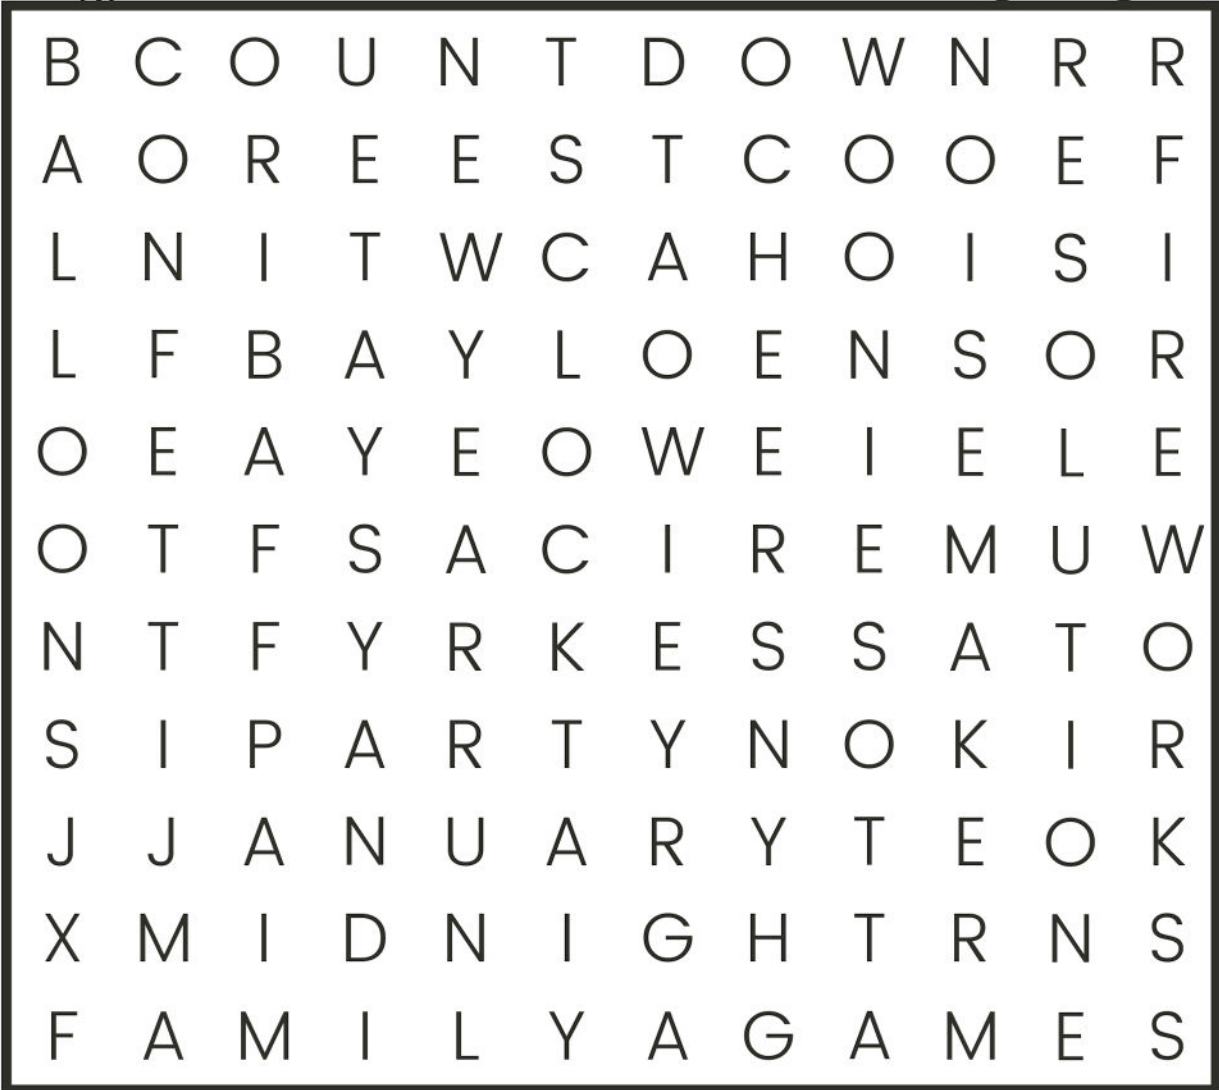 B C O U N T D O W N R R
A O R E E S T C O O E F
L N I T W C A H O I S I
L F B A Y L O E N S O R
O E A Y E O W E I E L E
O T F S A C I R E M U W
N T F Y R K E S S A T O
S I P A R T Y N O K I R
J J A N U A R Y T E O K
X M I D N I G H T R N S
F A M I L Y A G A M E S